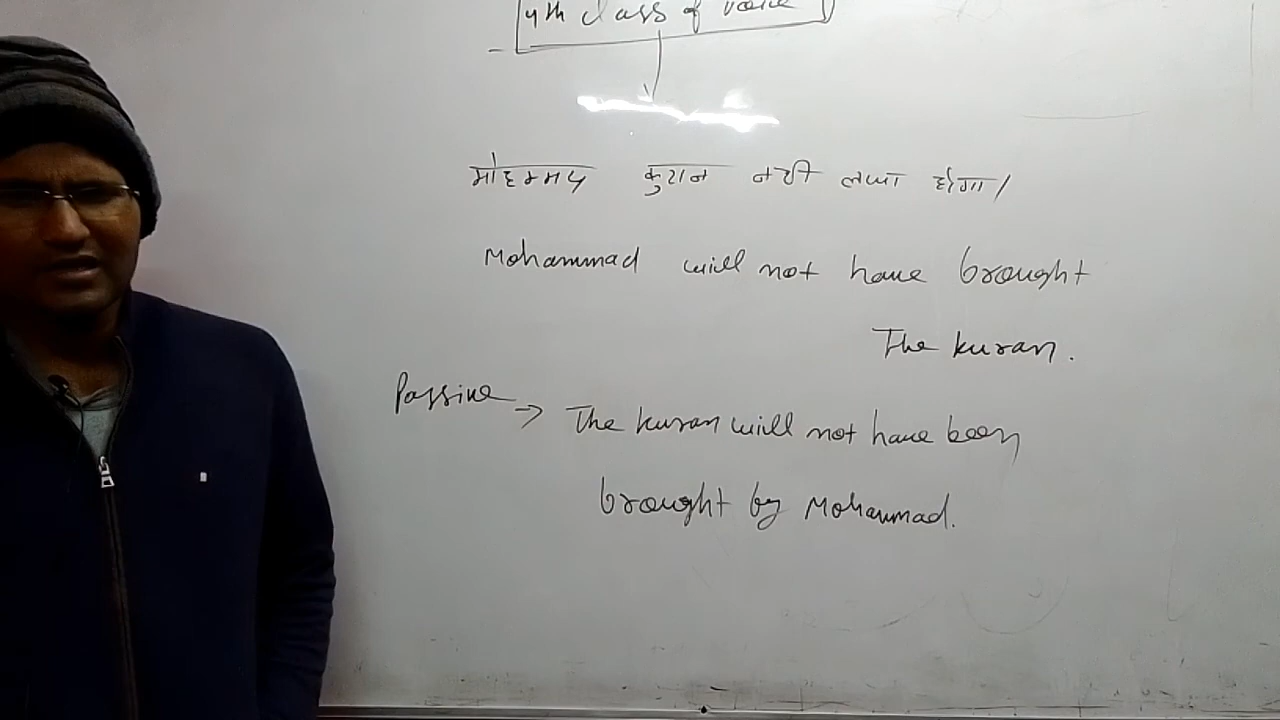 4th class of voice
मोहम्मद कुरान नही लाया होगा।
Mohammad will not have brought
The kuran.
Passive → The kuran will not have been
brought by Mohammad.